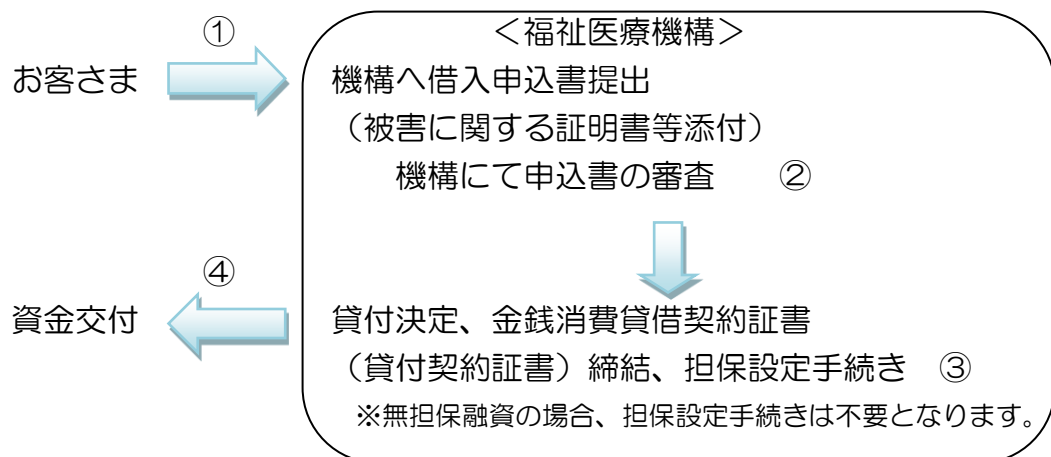 ①
＜福祉医療機構＞
お客さま
機構へ借入申込書提出
（被害に関する証明書等添付）
機構にて申込書の審査　②
④
資金交付
貸付決定、金銭消費貸借契約証書
（貸付契約証書）締結、担保設定手続き　③
※無担保融資の場合、担保設定手続きは不要となります。